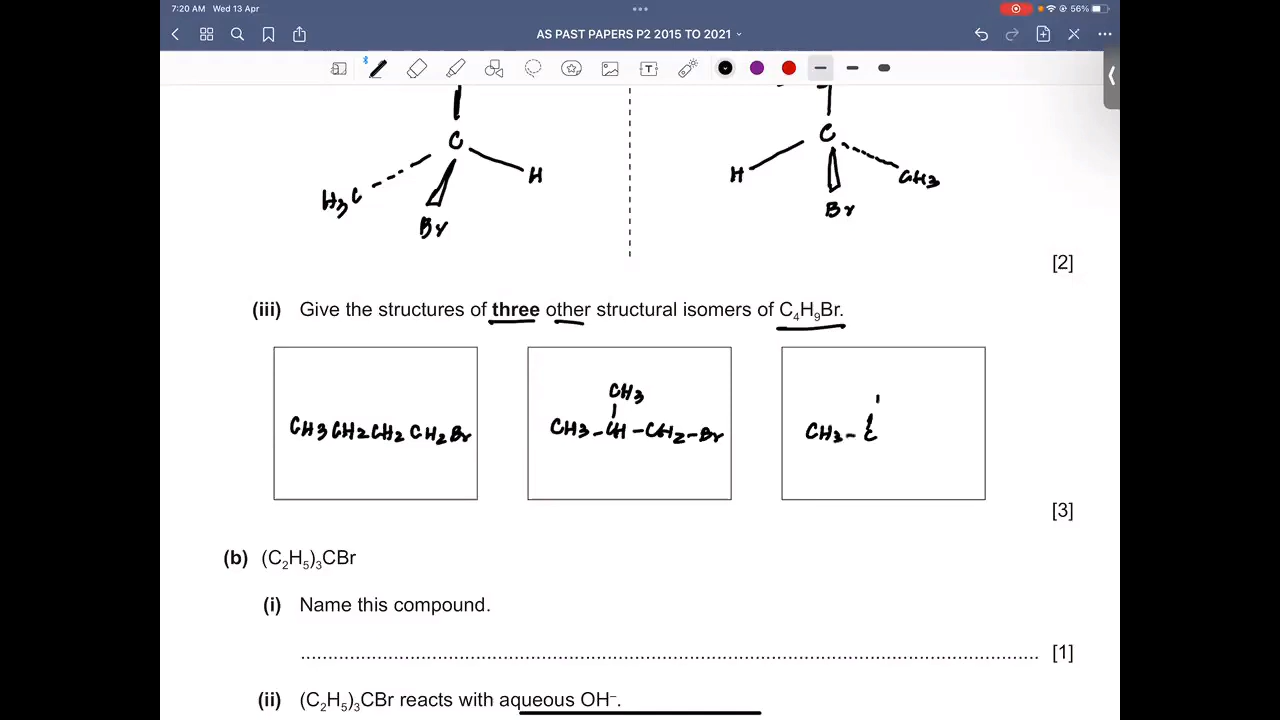 7:20 AM Wed 13 Apr
56%
AS PAST PAPERS P2 2015 TO 2021
C
C
H3C
H
H
CH3
Br
Br
[2]
(iii) Give the structures of three other structural isomers of C₄H₉Br.
CH3
CH3CH2CH2CH2Br
CH3-CH-CH2-Br
CH3-C
[3]
(b) (C₂H₅)₃CBr
(i) Name this compound.
[1]
(ii) (C₂H₅)₃CBr reacts with aqueous OH⁻.